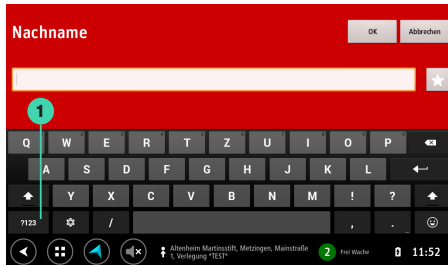 Nachname
OK
Abbrechen
1
Q W E R T Z U I O P
A S D F G H J K L
Y X C V B N M ! ?
?123 / , .
Altenheim Martinsstift, Metzingen, Mainstraße
1, Verlegung *TEST*
2 Frei Wache 11:52